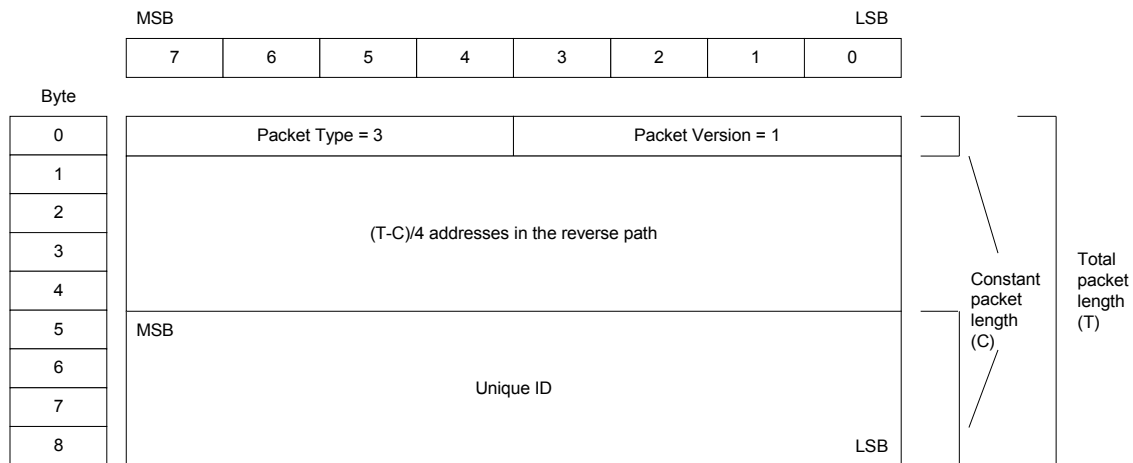 MSB LSB
7 6 5 4 3 2 1 0
Byte
0 Packet Type = 3 Packet Version = 1
1
2
(T-C)/4 addresses in the reverse path
3
4
Constant
packet
length
(C)
Total
packet
length
(T)
5 MSB
6
Unique ID
7
8 LSB